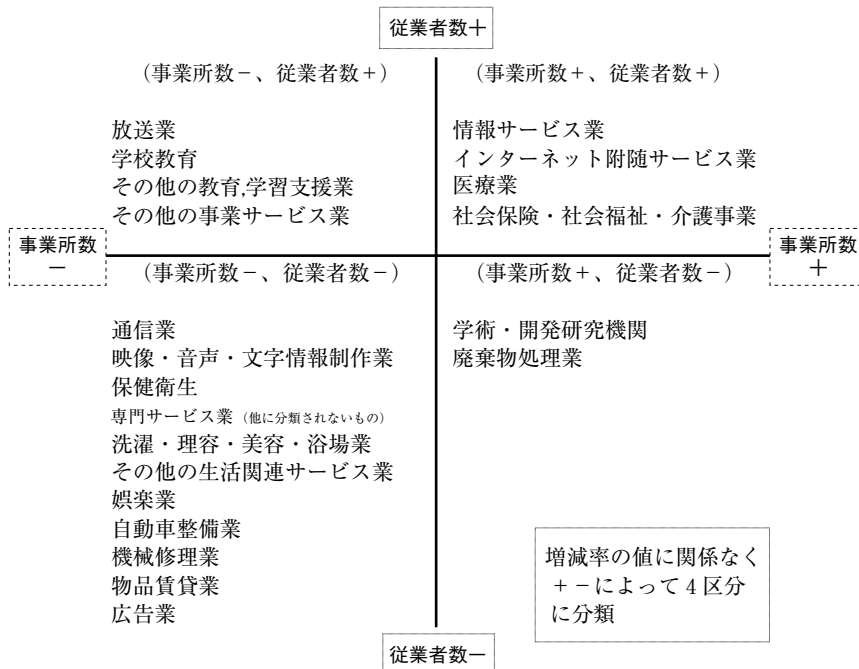 従業者数＋
（事業所数－、従業者数＋）
（事業所数＋、従業者数＋）
放送業
学校教育
その他の教育,学習支援業
その他の事業サービス業
情報サービス業
インターネット附随サービス業
医療業
社会保険・社会福祉・介護事業
事業所数
－
事業所数
＋
（事業所数－、従業者数－）
（事業所数＋、従業者数－）
通信業
映像・音声・文字情報制作業
保健衛生
専門サービス業（他に分類されないもの）
洗濯・理容・美容・浴場業
その他の生活関連サービス業
娯楽業
自動車整備業
機械修理業
物品賃貸業
広告業
学術・開発研究機関
廃棄物処理業
増減率の値に関係なく
＋－によって４区分
に分類
従業者数－